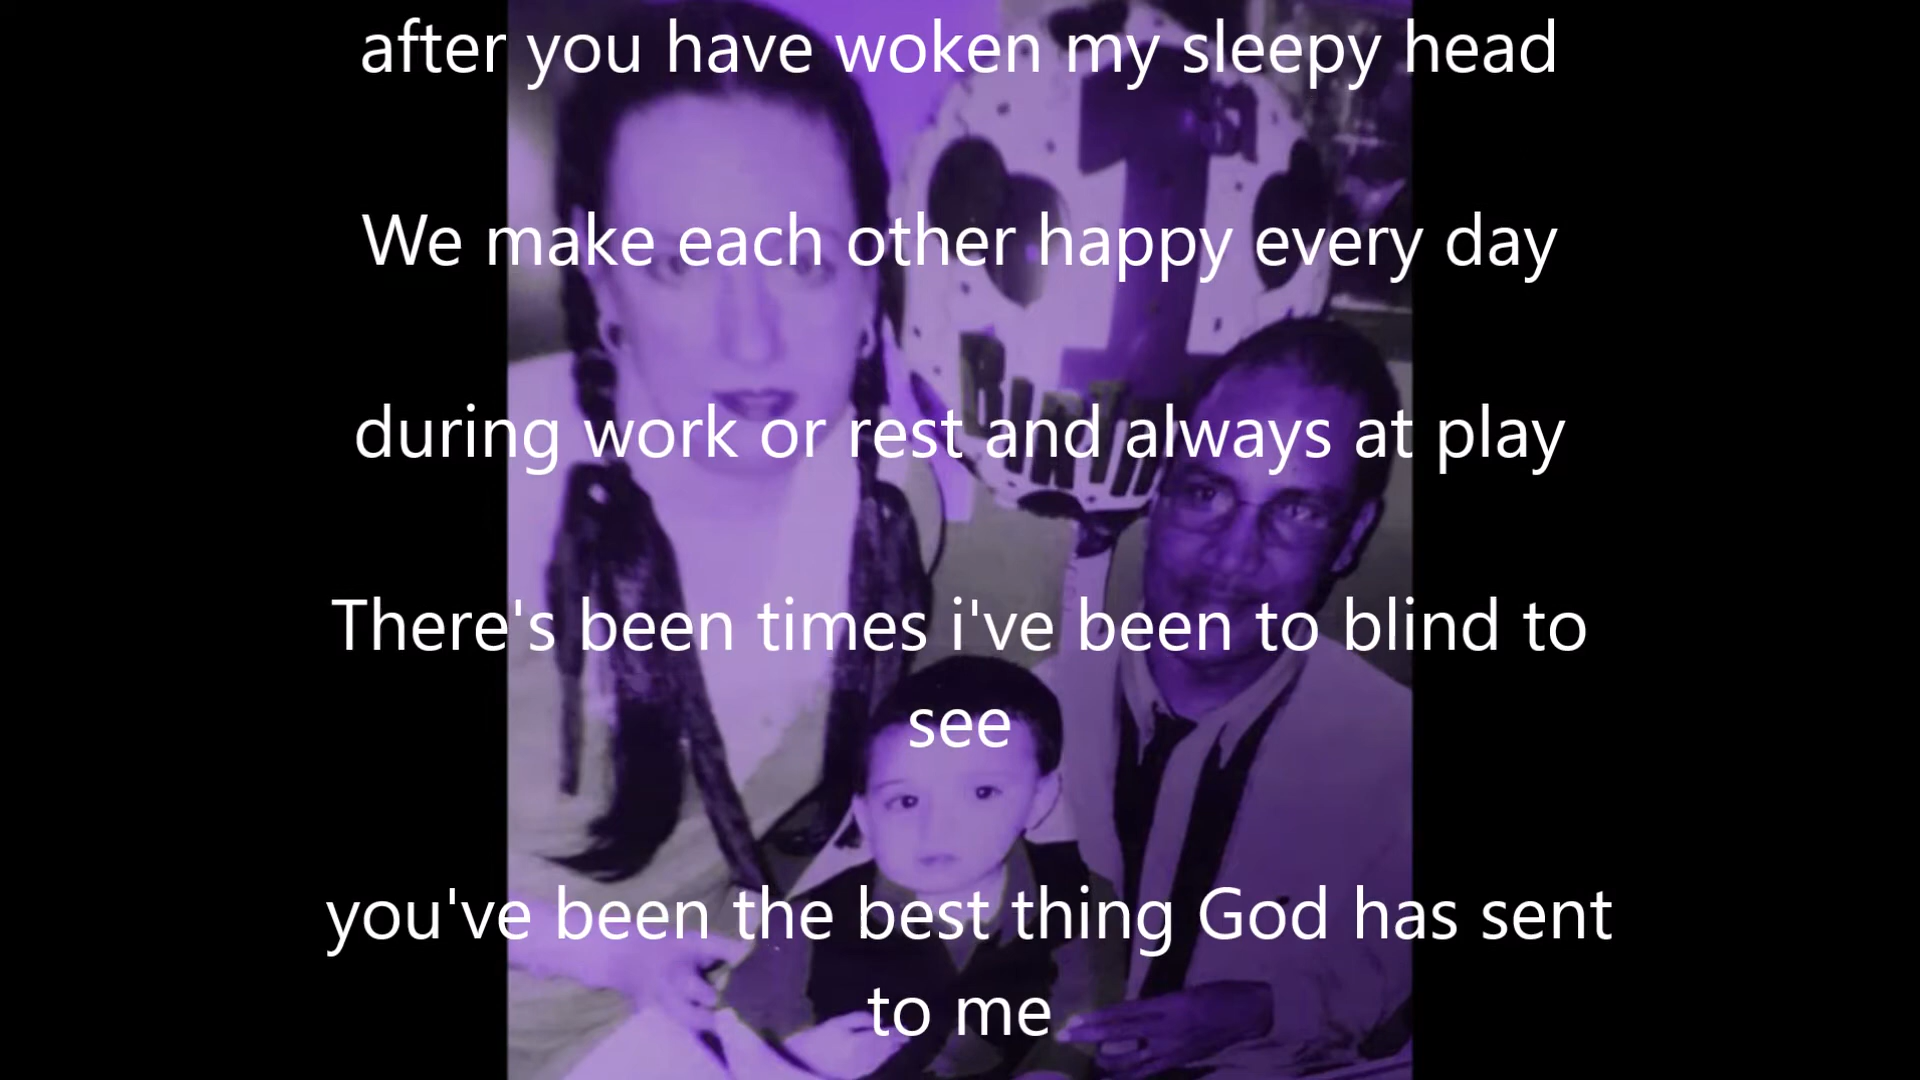 after you have woken my sleepy head
We make each other happy every day
during work or rest and always at play
There's been times i've been to blind to
see
you've been the best thing God has sent
to me
1
BIRTH